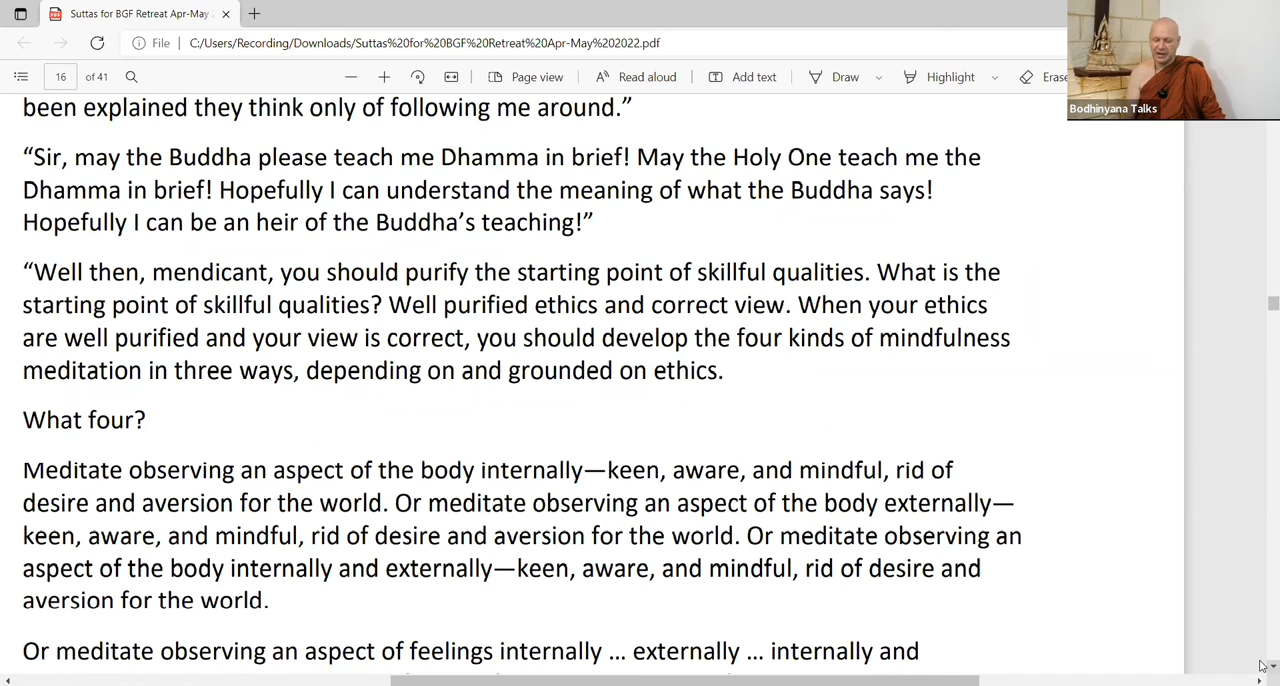 Suttas for BGF Retreat Apr-May
File
C:/Users/Recording/Downloads/Suttas%20for%20BGF%20Retreat%20Apr-May%202022.pdf
16 of 41
Page view
Read aloud
Add text
Draw
Highlight
Erase
Bodhinyana Talks
been explained they think only of following me around.”
“Sir, may the Buddha please teach me Dhamma in brief! May the Holy One teach me the
Dhamma in brief! Hopefully I can understand the meaning of what the Buddha says!
Hopefully I can be an heir of the Buddha’s teaching!”
“Well then, mendicant, you should purify the starting point of skillful qualities. What is the
starting point of skillful qualities? Well purified ethics and correct view. When your ethics
are well purified and your view is correct, you should develop the four kinds of mindfulness
meditation in three ways, depending on and grounded on ethics.
What four?
Meditate observing an aspect of the body internally—keen, aware, and mindful, rid of
desire and aversion for the world. Or meditate observing an aspect of the body externally—
keen, aware, and mindful, rid of desire and aversion for the world. Or meditate observing an
aspect of the body internally and externally—keen, aware, and mindful, rid of desire and
aversion for the world.
Or meditate observing an aspect of feelings internally … externally … internally and